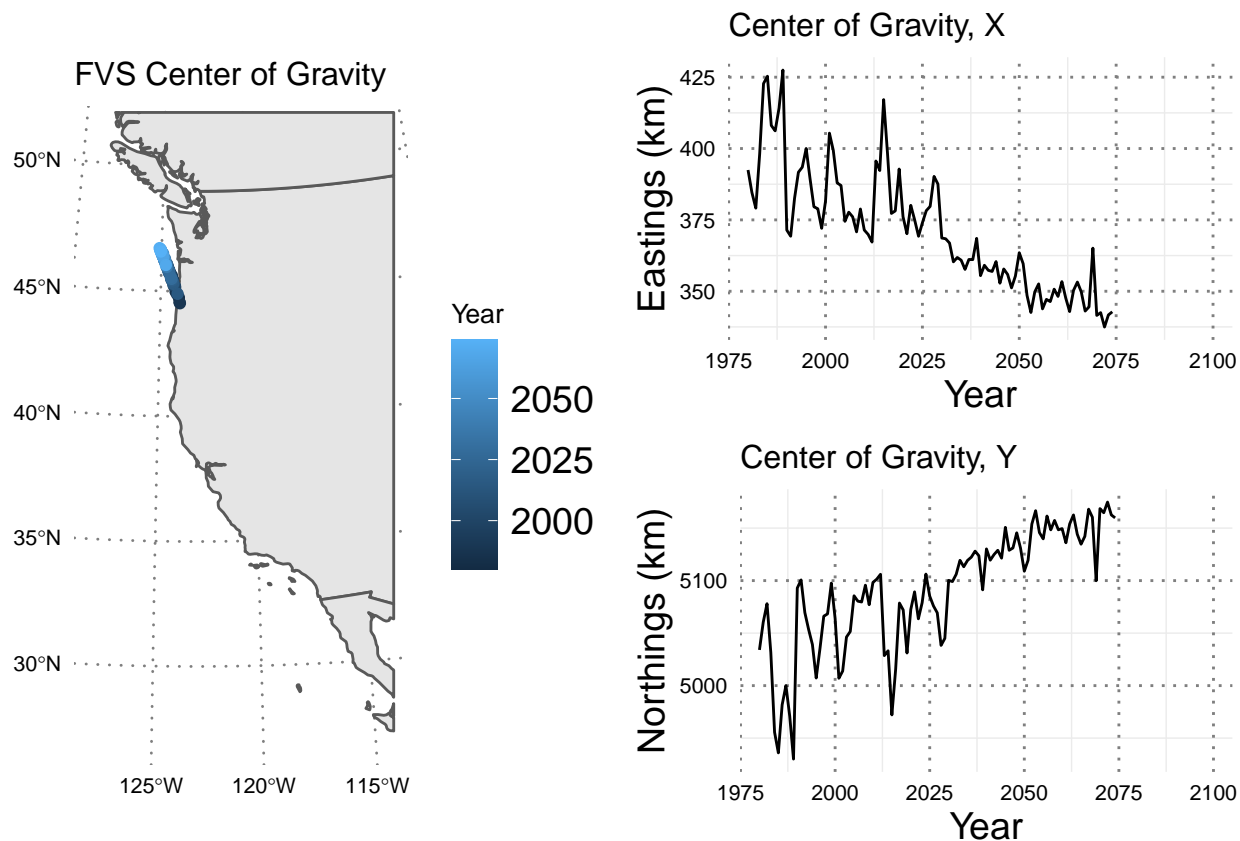 FVS Center of Gravity
50°N
45°N
40°N
35°N
30°N
125°W
120°W
115°W
Year
2050
2025
2000
Center of Gravity, X
Eastings (km)
425
400
375
350
1975
2000
2025
2050
2075
2100
Year
Center of Gravity, Y
Northings (km)
5100
5000
1975
2000
2025
2050
2075
2100
Year